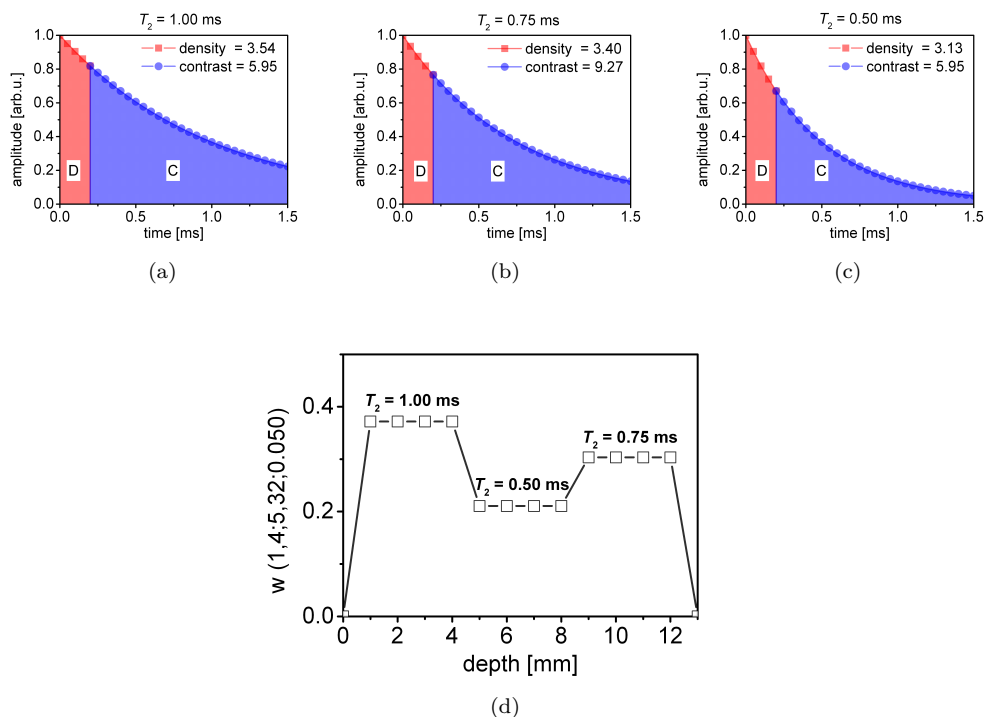 T2 = 1.00 ms
density = 3.54
contrast = 5.95
amplitude [arb.u.]
1.0
0.8
0.6
0.4
0.2
0.0
D
C
0.0 0.5 1.0 1.5
time [ms]
(a)
T2 = 0.75 ms
density = 3.40
contrast = 9.27
amplitude [arb.u.]
1.0
0.8
0.6
0.4
0.2
0.0
D
C
0.0 0.5 1.0 1.5
time [ms]
(b)
T2 = 0.50 ms
density = 3.13
contrast = 5.95
amplitude [arb.u.]
1.0
0.8
0.6
0.4
0.2
0.0
D
C
0.0 0.5 1.0 1.5
time [ms]
(c)
w (1,4;5,32;0.050)
0.4
0.2
0.0
T2 = 1.00 ms
T2 = 0.75 ms
T2 = 0.50 ms
0 2 4 6 8 10 12
depth [mm]
(d)